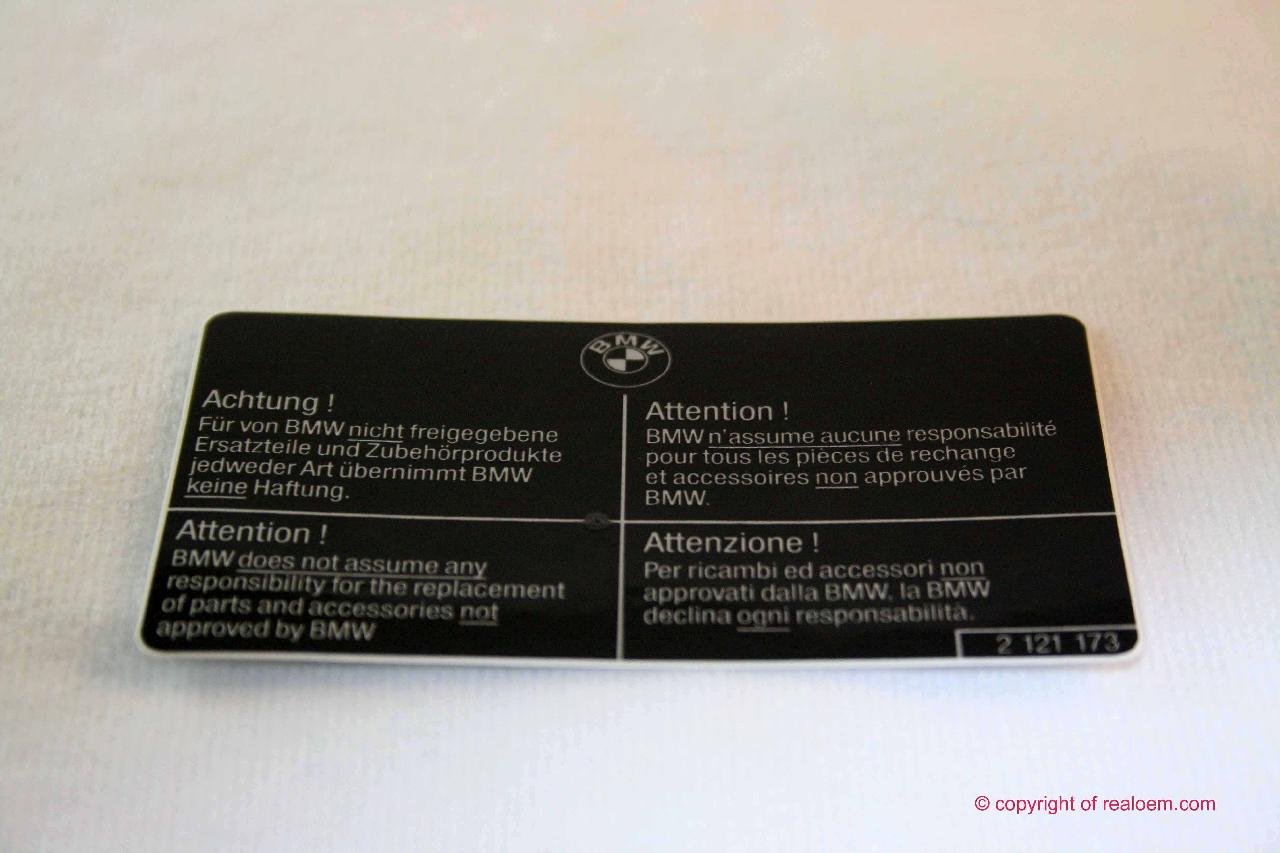 BMW
Achtung !
Für von BMW nicht freigegebene
Ersatzteile und Zubehörprodukte
jedweder Art übernimmt BMW
keine Haftung.
Attention !
BMW n'assume aucune responsabilité
pour tous les pièces de rechange
et accessoires non approuvés par
BMW.
Attention !
BMW does not assume any
responsibility for the replacement
of parts and accessories not
approved by BMW
Attenzione !
Per ricambi ed accessori non
approvati dalla BMW, la BMW
declina ogni responsabilità.
2 121 173
© copyright of realoem.com